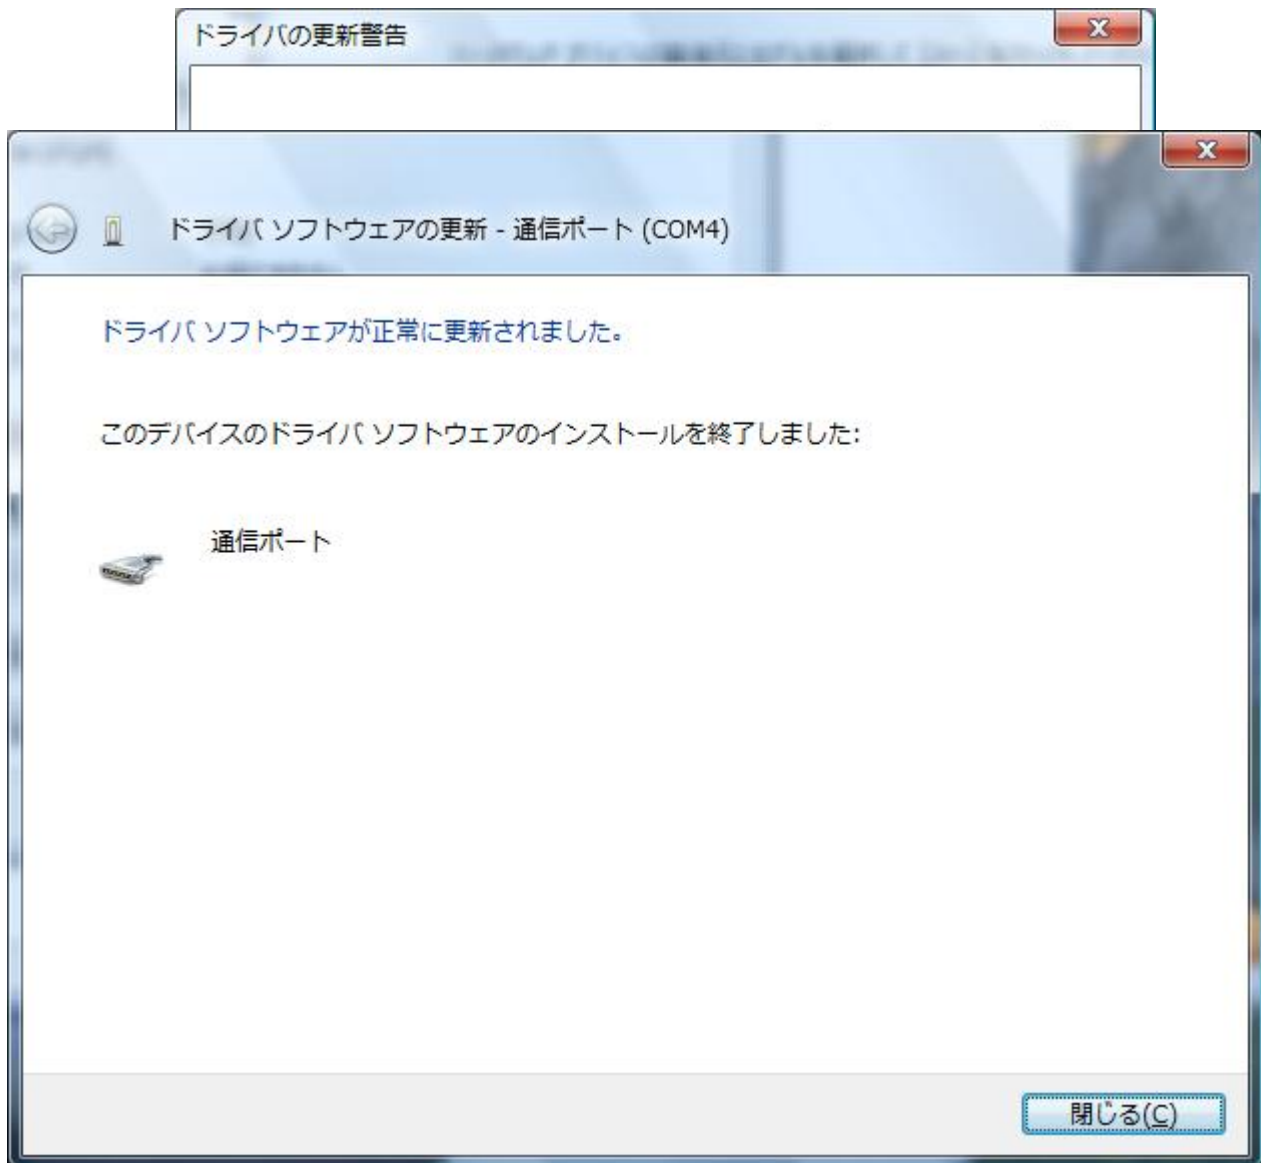 ドライバの更新警告
ドライバ ソフトウェアの更新 - 通信ポート (COM4)
ドライバ ソフトウェアが正常に更新されました。
このデバイスのドライバ ソフトウェアのインストールを終了しました:
通信ポート
閉じる(C)